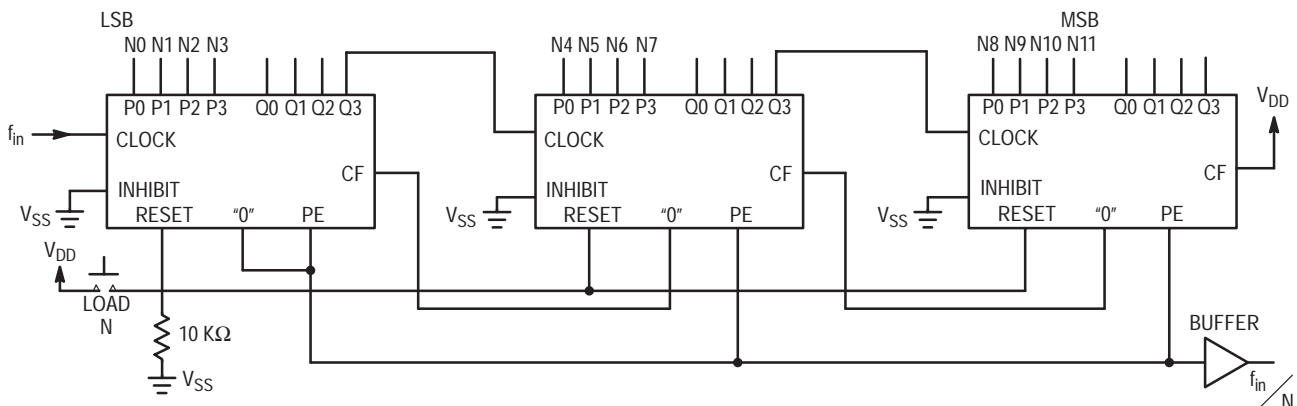 LSB
MSB
N0 N1 N2 N3
N4 N5 N6 N7
N8 N9 N10 N11
P0 P1 P2 P3 Q0 Q1 Q2 Q3
P0 P1 P2 P3 Q0 Q1 Q2 Q3
P0 P1 P2 P3 Q0 Q1 Q2 Q3
VDD
fin
CLOCK
CLOCK
CLOCK
CF
CF
CF
INHIBIT
INHIBIT
INHIBIT
VSS
RESET "0" PE
VSS
RESET "0" PE
VSS
RESET "0" PE
VDD
LOAD
N
10 KΩ
VSS
BUFFER
fin/N